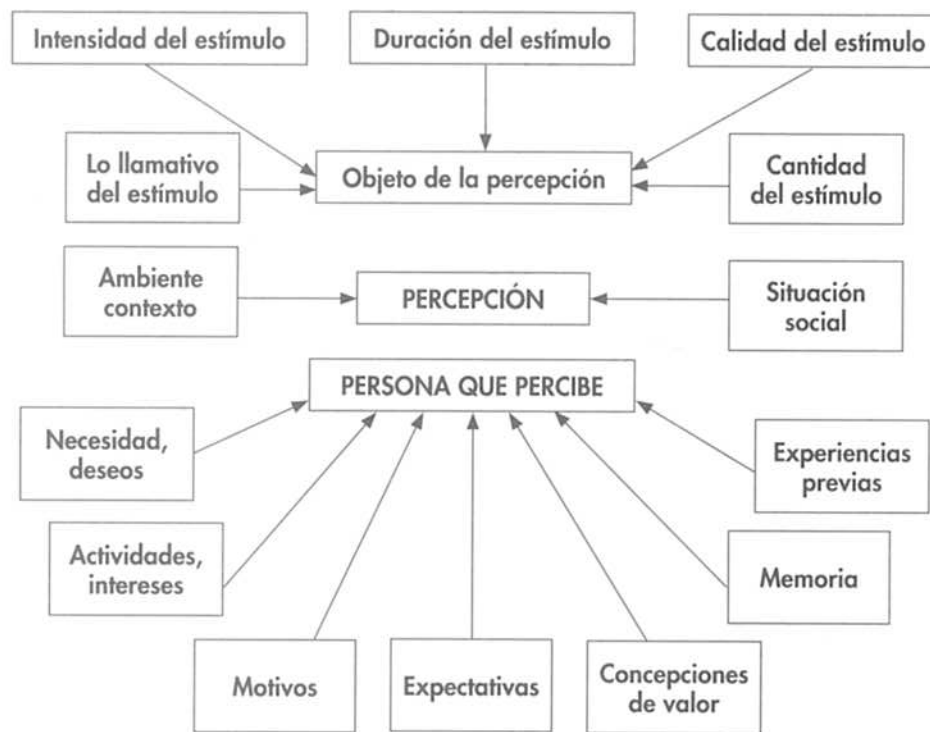 Intensidad del estímulo
Duración del estímulo
Calidad del estímulo
Lo llamativo
del estímulo
Objeto de la percepción
Cantidad
del estímulo
Ambiente
contexto
PERCEPCIÓN
Situación
social
PERSONA QUE PERCIBE
Necesidad,
deseos
Experiencias
previas
Actividades,
intereses
Memoria
Motivos
Expectativas
Concepciones
de valor